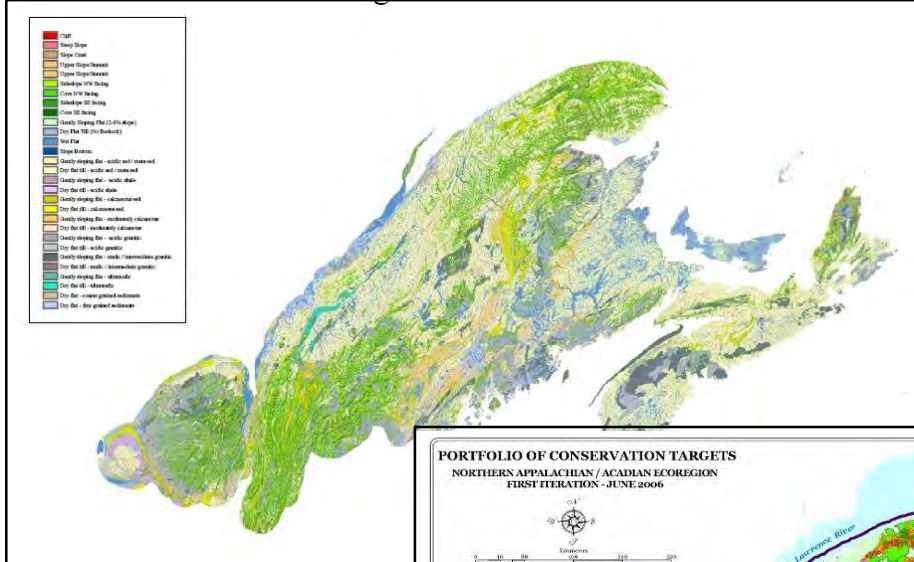 Cliff
Steep Slope
Slope Crest
Upper Slope/Summit
Upper Slope/Summit
Sideslope NW facing
Cove NW facing
Sideslope SE facing
Cove SE facing
Gently Sloping Flat (2-6% slope)
Dry Flat Till (No Bedrock)
Wet Flat
Slope Bottom
Gently sloping flat - acidic sed / meta sed
Dry flat till - acidic sed / meta sed
Gently sloping flat - acidic shale
Dry flat till - acidic shale
Gently sloping flat - calcareous sed
Dry flat till - calcareous sed
Gently sloping flat - moderately calcareous
Dry flat till - moderately calcareous
Gently sloping flat - acidic granitic
Dry flat till - acidic granitic
Gently sloping flat - mafic / intermediate granitic
Dry flat till - mafic / intermediate granitic
Gently sloping flat - ultramafic
Dry flat till - ultramafic
Dry flat - coarse grained sediments
Dry flat - fine grained sediments
PORTFOLIO OF CONSERVATION TARGETS
NORTHERN APPALACHIAN / ACADIAN ECOREGION
FIRST ITERATION - JUNE 2006
N
Kilometers
Lawrence River